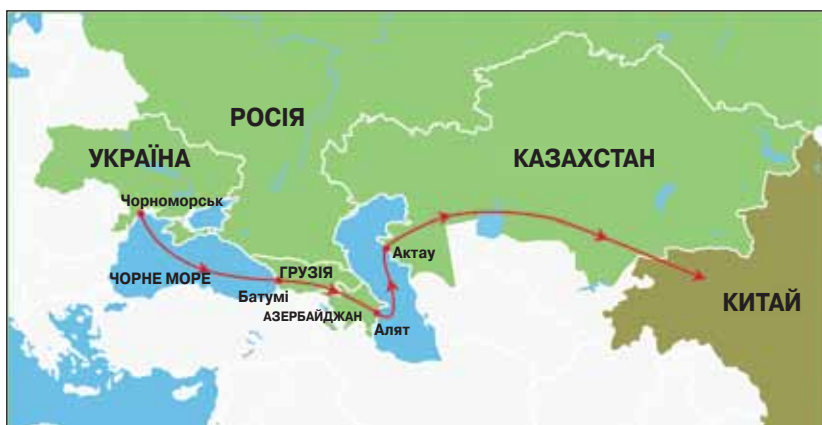 РОСІЯ
УКРАЇНА
КАЗАХСТАН
Чорноморськ
Актау
ЧОРНЕ МОРЕ
ГРУЗІЯ
Батумі
АЗЕРБАЙДЖАН
Алят
КИТАЙ